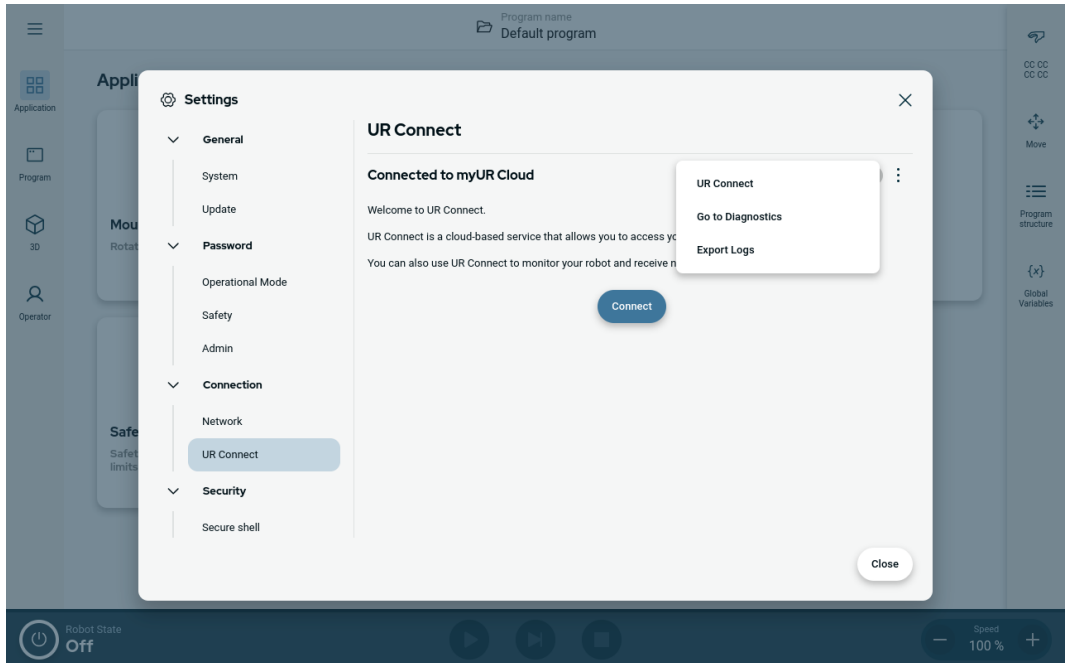 Program name
Default program
Application
Program
3D
Operator
Appli
Mou
Rotat
Safe
Safet
limits
Settings
General
System
Update
Password
Operational Mode
Safety
Admin
Connection
Network
UR Connect
Security
Secure shell
UR Connect
Connected to myUR Cloud
Welcome to UR Connect.
UR Connect is a cloud-based service that allows you to access yo
You can also use UR Connect to monitor your robot and receive n
UR Connect
Go to Diagnostics
Export Logs
Connect
Close
CC CC
CC CC
Move
Program
structure
{x}
Global
Variables
Robot State
Off
Speed
100 %